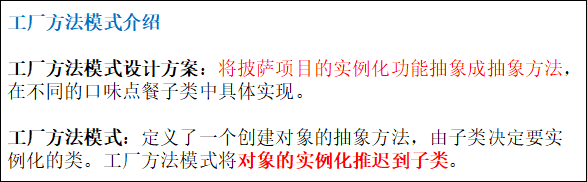 工厂方法模式介绍
工厂方法模式设计方案：将披萨项目的实例化功能抽象成抽象方法，
在不同的口味点餐子类中具体实现。
工厂方法模式：定义了一个创建对象的抽象方法，由子类决定要实
例化的类。工厂方法模式将对象的实例化推迟到子类。